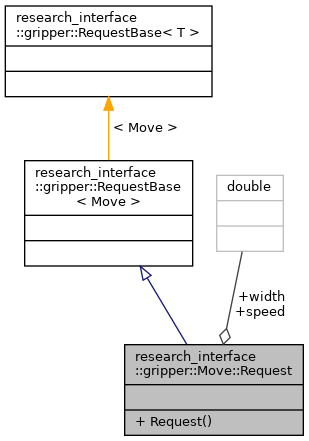 research_interface
::gripper::RequestBase< T >
< Move >
research_interface
::gripper::RequestBase
< Move >
double
+width
+speed
research_interface
::gripper::Move::Request
+ Request()